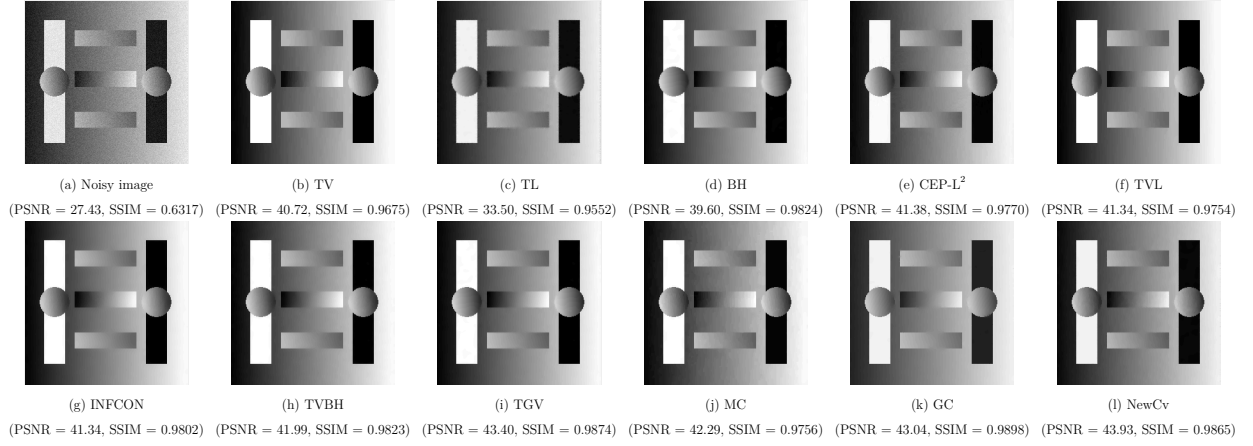 (a) Noisy image (b) TV (c) TL (d) BH (e) CEP-L² (f) TVL
(PSNR = 27.43, SSIM = 0.6317) (PSNR = 40.72, SSIM = 0.9675) (PSNR = 33.50, SSIM = 0.9552) (PSNR = 39.60, SSIM = 0.9824) (PSNR = 41.38, SSIM = 0.9770) (PSNR = 41.34, SSIM = 0.9754)
(g) INFCON (h) TVBH (i) TGV (j) MC (k) GC (l) NewCv
(PSNR = 41.34, SSIM = 0.9802) (PSNR = 41.99, SSIM = 0.9823) (PSNR = 43.40, SSIM = 0.9874) (PSNR = 42.29, SSIM = 0.9756) (PSNR = 43.04, SSIM = 0.9898) (PSNR = 43.93, SSIM = 0.9865)